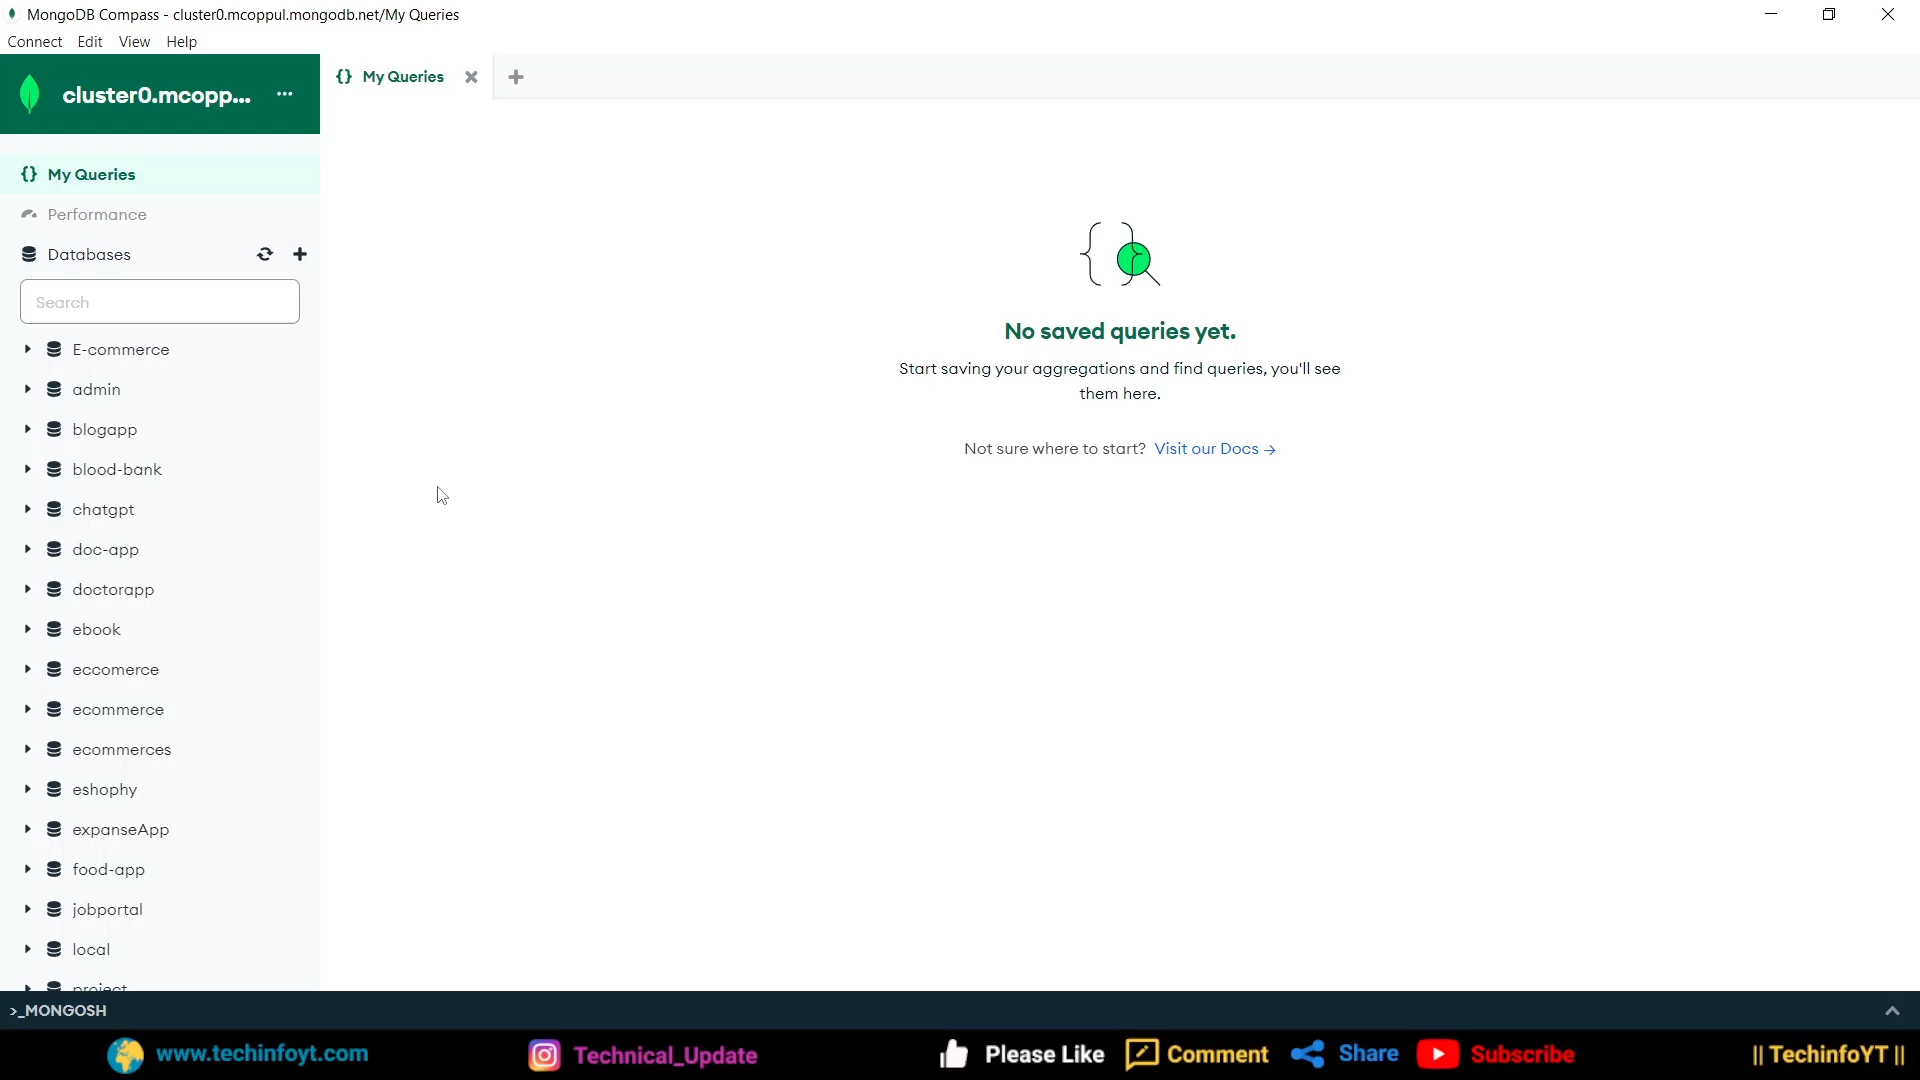 MongoDB Compass - cluster0.mcoppul.mongodb.net/My Queries
Connect Edit View Help
cluster0.mcopp... ...
{} My Queries
{} My Queries
Performance
Databases
Search
E-commerce
admin
blogapp
blood-bank
chatgpt
doc-app
doctorapp
ebook
eccomerce
ecommerce
ecommerces
eshophy
expanseApp
food-app
jobportal
local
project
No saved queries yet.
Start saving your aggregations and find queries, you'll see
them here.
Not sure where to start? Visit our Docs →
>_MONGOSH
www.techinfoyt.com Technical_Update Please Like Comment Share Subscribe || TechinfoYT ||